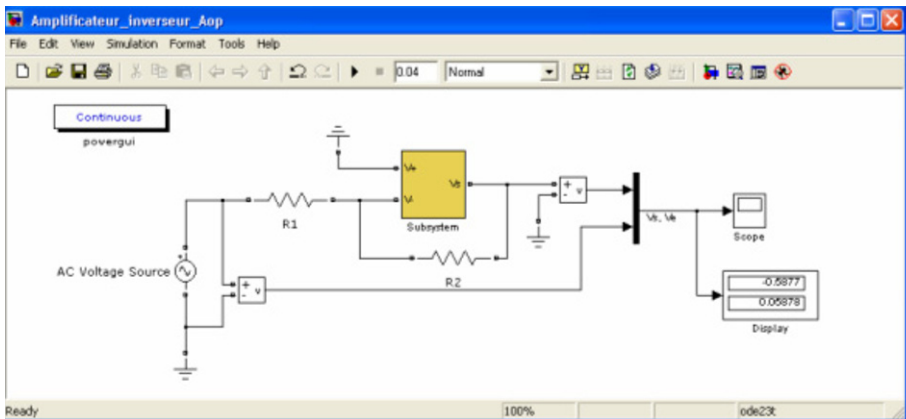 Amplificateur_inverseur_Aop
File Edit View Simulation Format Tools Help
0.04 Normal
Continuous
powergui
V+
Vs
V-
Subsystem
+
-
v
R1
Vs, Ve
Scope
AC Voltage Source
+
-
v
R2
-0.5877
0.05878
Display
Ready 100% ode23t